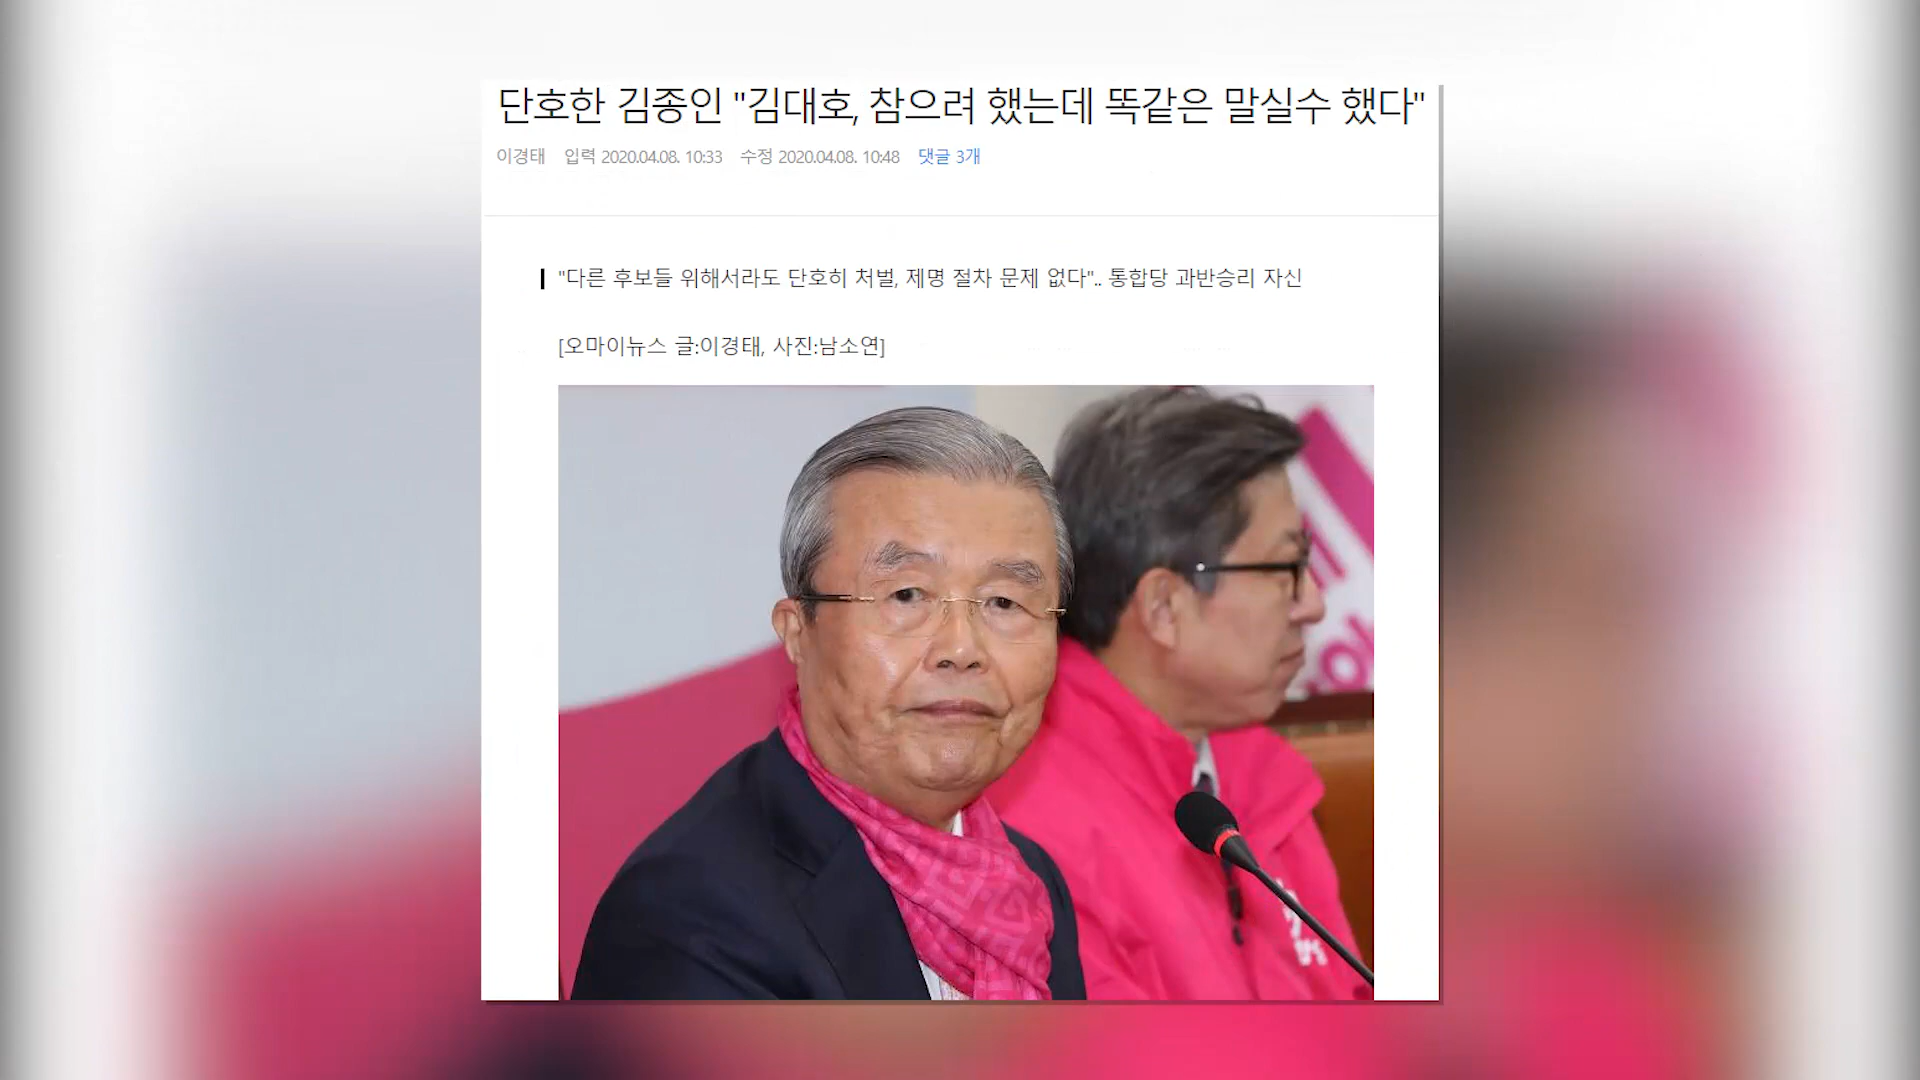 단호한 김종인 "김대호, 참으려 했는데 똑같은 말실수 했다"
이경태 입력 2020.04.08. 10:33 수정 2020.04.08. 10:48 댓글 3개
"다른 후보들 위해서라도 단호히 처벌, 제명 절차 문제 없다".. 통합당 과반승리 자신
[오마이뉴스 글:이경태, 사진:남소연]